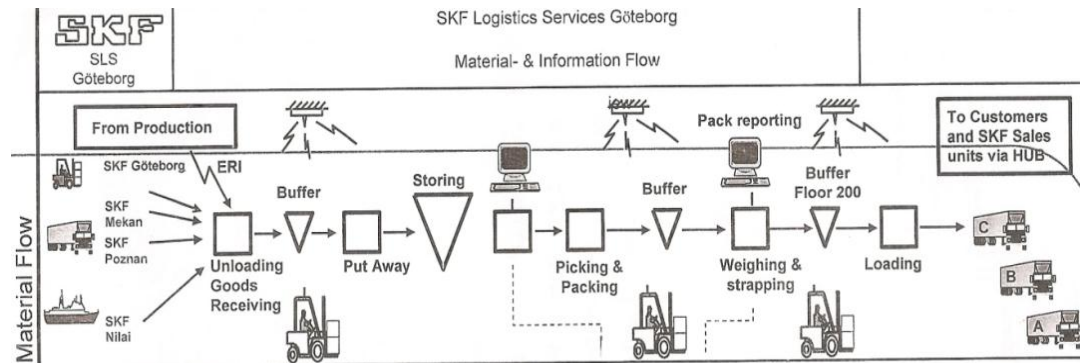 SKF
SLS
Göteborg
SKF Logistics Services Göteborg
Material- & Information Flow
From Production
Pack reporting
To Customers
and SKF Sales
units via HUB
SKF Göteborg
ERI
Buffer
Storing
Buffer
Buffer
Floor 200
SKF
Mekan
SKF
Poznan
SKF
Nilai
Unloading
Goods
Receiving
Put Away
Picking &
Packing
Weighing &
strapping
Loading
C
B
A
Material Flow